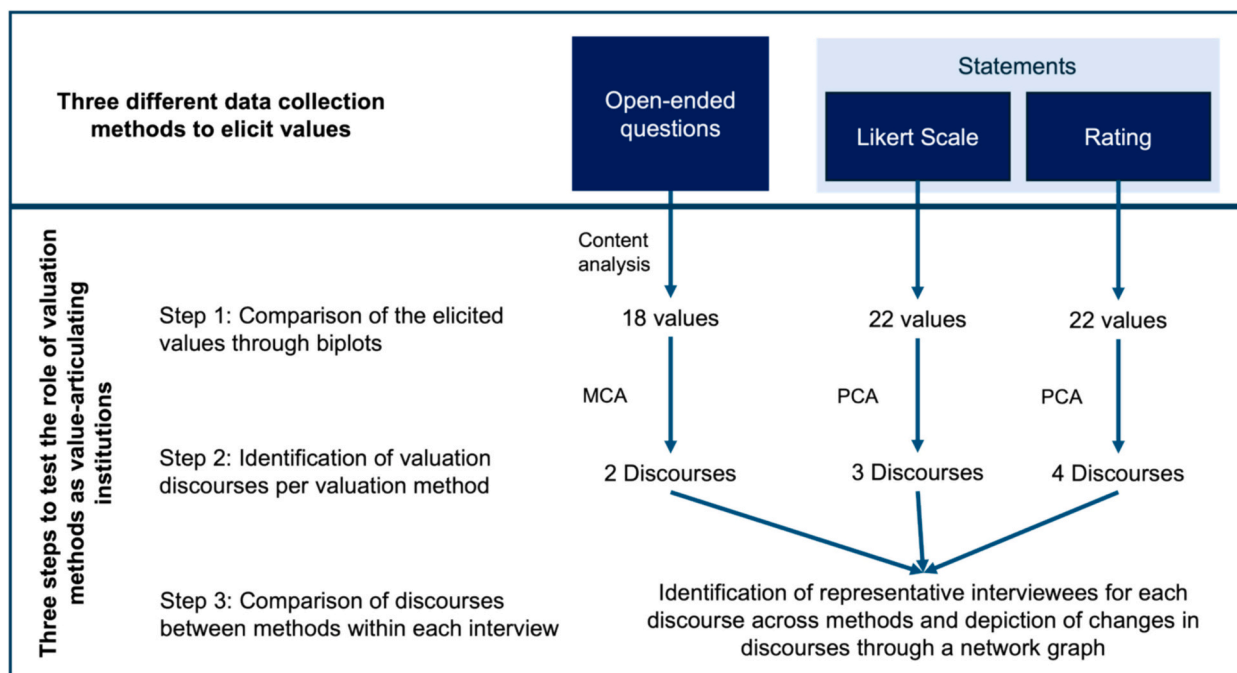 Three different data collection
methods to elicit values
Open-ended
questions
Statements
Likert Scale
Rating
Three steps to test the role of valuation
methods as value-articulating
institutions
Content
analysis
Step 1: Comparison of the elicited
values through biplots
18 values
22 values
22 values
MCA
PCA
PCA
Step 2: Identification of valuation
discourses per valuation method
2 Discourses
3 Discourses
4 Discourses
Step 3: Comparison of discourses
between methods within each interview
Identification of representative interviewees for each
discourse across methods and depiction of changes in
discourses through a network graph